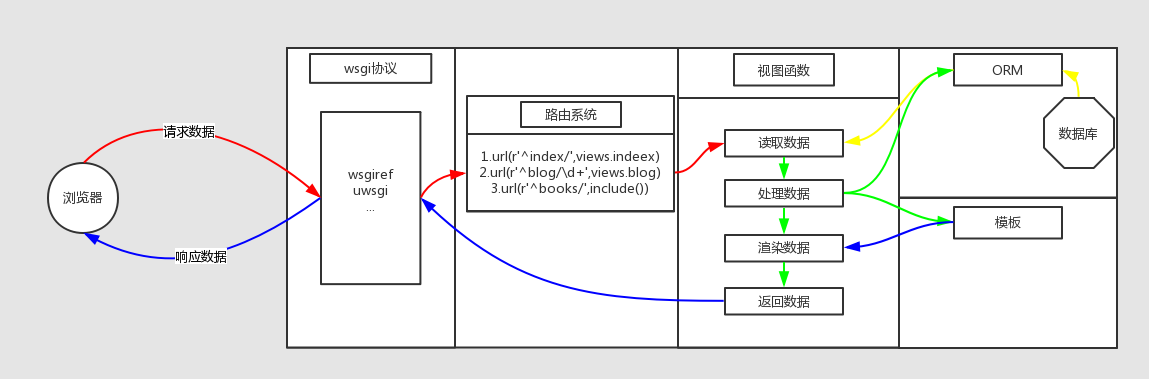 浏览器
请求数据
响应数据
wsgi协议
wsgiref
uwsgi
...
路由系统
1.url(r'^index/',views.indeex)
2.url(r'^blog/\d+',views.blog)
3.url(r'^books/',include())
视图函数
读取数据
处理数据
渲染数据
返回数据
ORM
数据库
模板